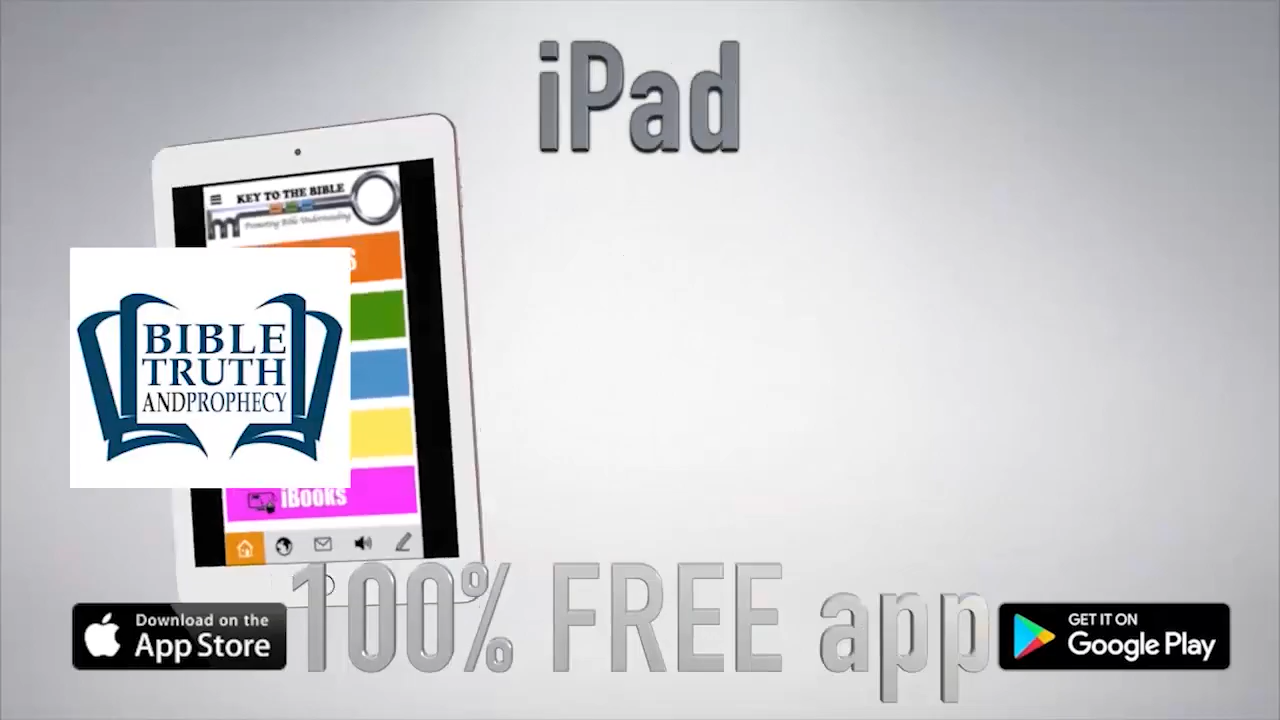 iPad
KEY TO THE BIBLE
Promoting Bible Understanding
BIBLE
TRUTH
ANDPROPHECY
iBooks
100% FREE app
Download on the
App Store
GET IT ON
Google Play